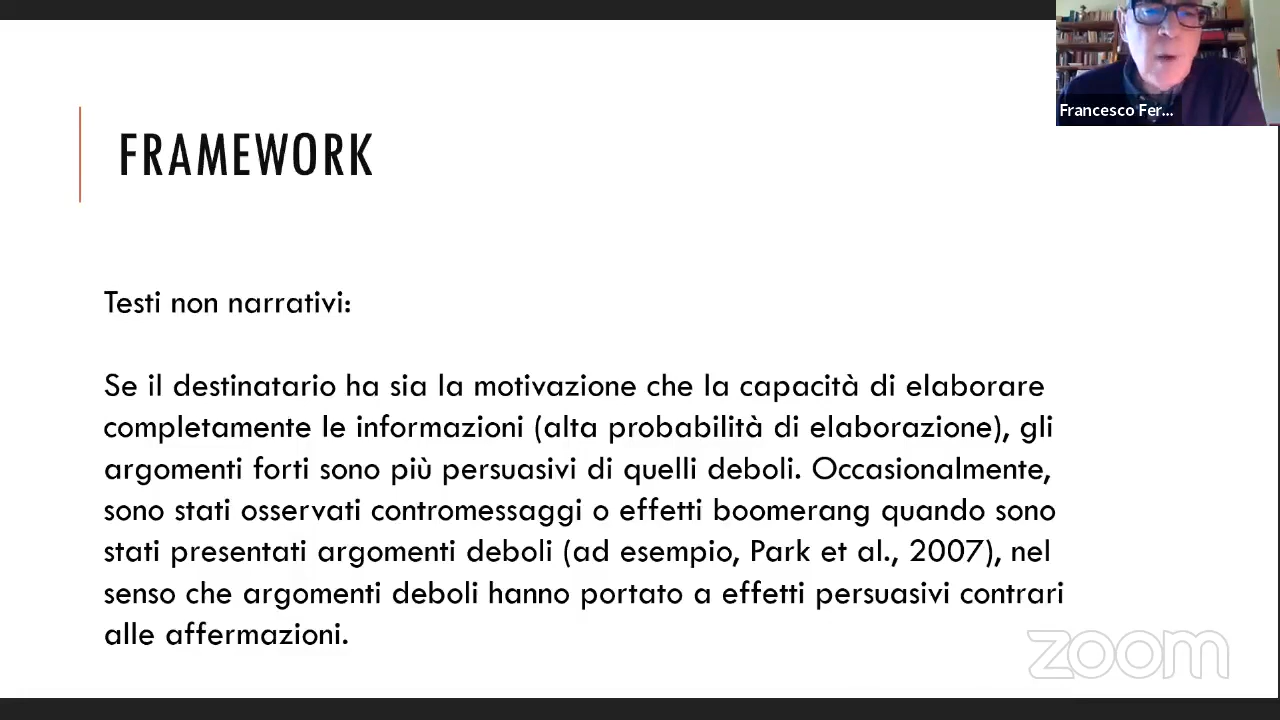 Francesco Fer...
FRAMEWORK
Testi non narrativi:
Se il destinatario ha sia la motivazione che la capacità di elaborare
completamente le informazioni (alta probabilità di elaborazione), gli
argomenti forti sono più persuasivi di quelli deboli. Occasionalmente,
sono stati osservati contromessaggi o effetti boomerang quando sono
stati presentati argomenti deboli (ad esempio, Park et al., 2007), nel
senso che argomenti deboli hanno portato a effetti persuasivi contrari
alle affermazioni.
zoom